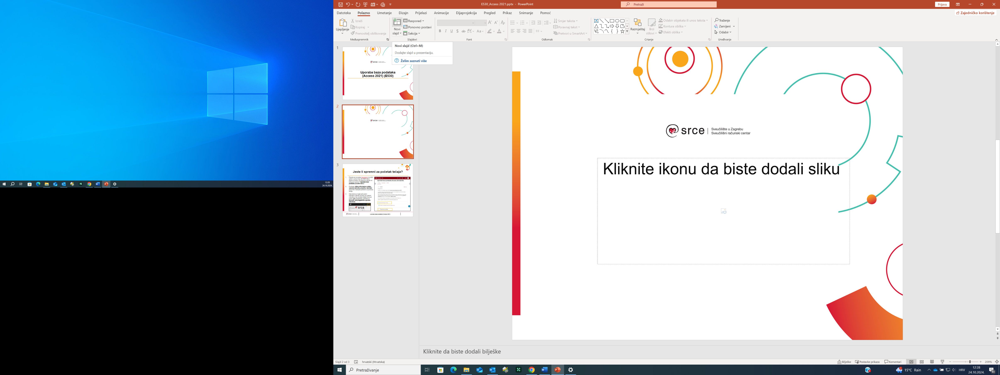 E530_Access 2021.pptx - PowerPoint
Pretraži
Prijava
Datoteka
Polazno
Umetanje
Dizajn
Prijelazi
Animacije
Dijaprojekcija
Pregled
Prikaz
Snimanje
Pomoć
Zajedničko korištenje
Lijepljenje
Izreži
Kopiraj
Prenositelj oblikovanja
Međuspremnik
Novi
slajd
Raspored
Ponovno postavi
Sekcija
Slajdovi
Font
Smjer teksta
Poravnaj tekst
Pretvori u SmartArt
Odlomak
Razmještaj
Brzi
stilovi
Odabir objekata ili unos teksta
Kontura oblika
Efekti oblika
Crtanje
Traženje
Zamijeni
Odabir
Uređivanje
Novi slajd (Ctrl+M)
Dodajte slajd u prezentaciju.
Želim saznati više
1
srce
Uporaba baza podataka
(Access 2021) (E530)
2
srce
3
Jeste li spremni za početak tečaja?
srce
srce
Sveučilište u Zagrebu
Sveučilišni računski centar
Kliknite ikonu da biste dodali sliku
Kliknite da biste dodali bilješke
Slajd 2 od 3
hrvatski (Hrvatska)
Bilješke
Postavke prikaza
Komentari
209%
12:28
24.10.2024.
Pretraživanje
15°C Rain
HRV
12:28
24.10.2024.
41